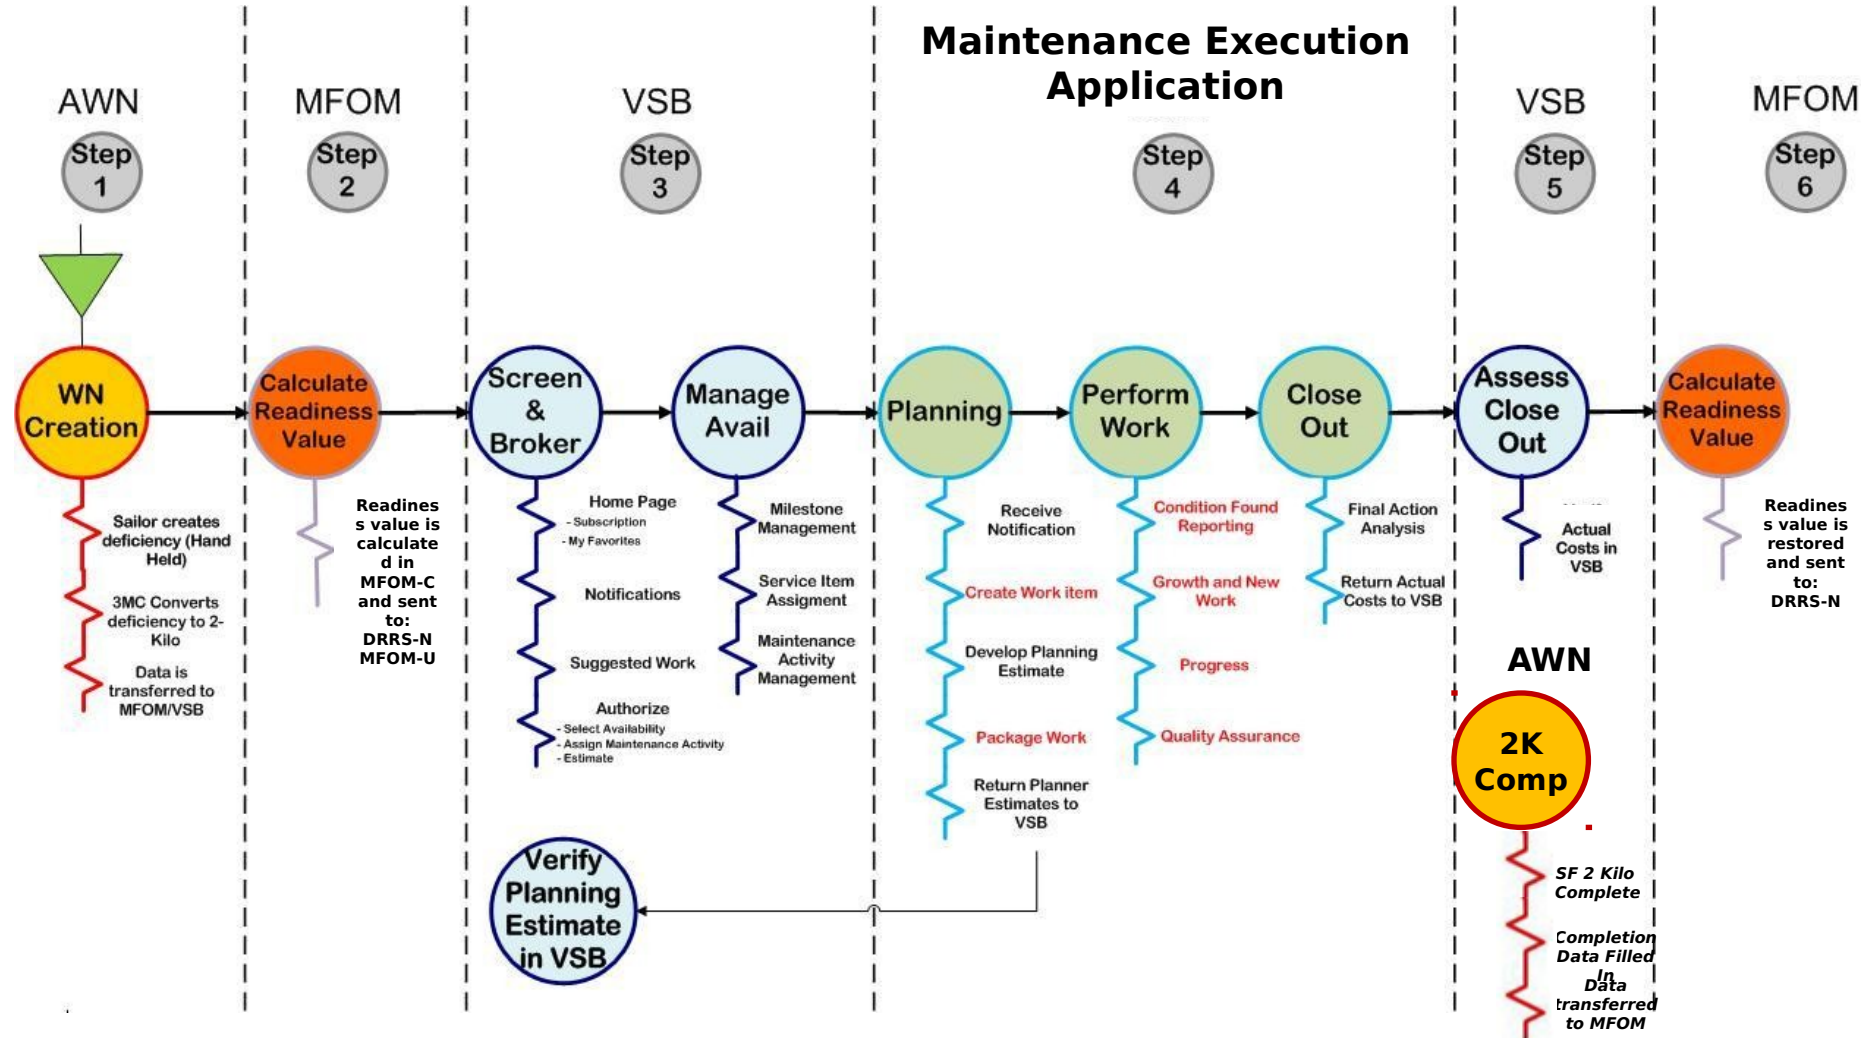 Maintenance Execution
Application
AWN
MFOM
VSB
VSB
MFOM
Step
1
Step
2
Step
3
Step
4
Step
5
Step
6
WN
Creation
Calculate
Readiness
Value
Screen
&
Broker
Manage
Avail
Planning
Perform
Work
Close
Out
Assess
Close
Out
Calculate
Readiness
Value
Sailor creates
deficiency (Hand
Held)
3MC Converts
deficiency to 2-
Kilo
Data is
transferred to
MFOM/VSB
Readines
s value is
calculate
d in
MFOM-C
and sent
to:
DRRS-N
MFOM-U
Home Page
- Subscription
- My Favorites
Notifications
Suggested Work
Authorize
- Select Availability
- Assign Maintenance Activity
- Estimate
Milestone
Management
Service Item
Assigment
Maintenance
Activity
Management
Receive
Notification
Create Work item
Develop Planning
Estimate
Package Work
Return Planner
Estimates to
VSB
Condition Found
Reporting
Growth and New
Work
Progress
Quality Assurance
Final Action
Analysis
Return Actual
Costs to VSB
Actual
Costs in
VSB
Readines
s value is
restored
and sent
to:
DRRS-N
AWN
2K
Comp
SF 2 Kilo
Complete
Completion
Data Filled
In
Data
transferred
to MFOM
Verify
Planning
Estimate
in VSB